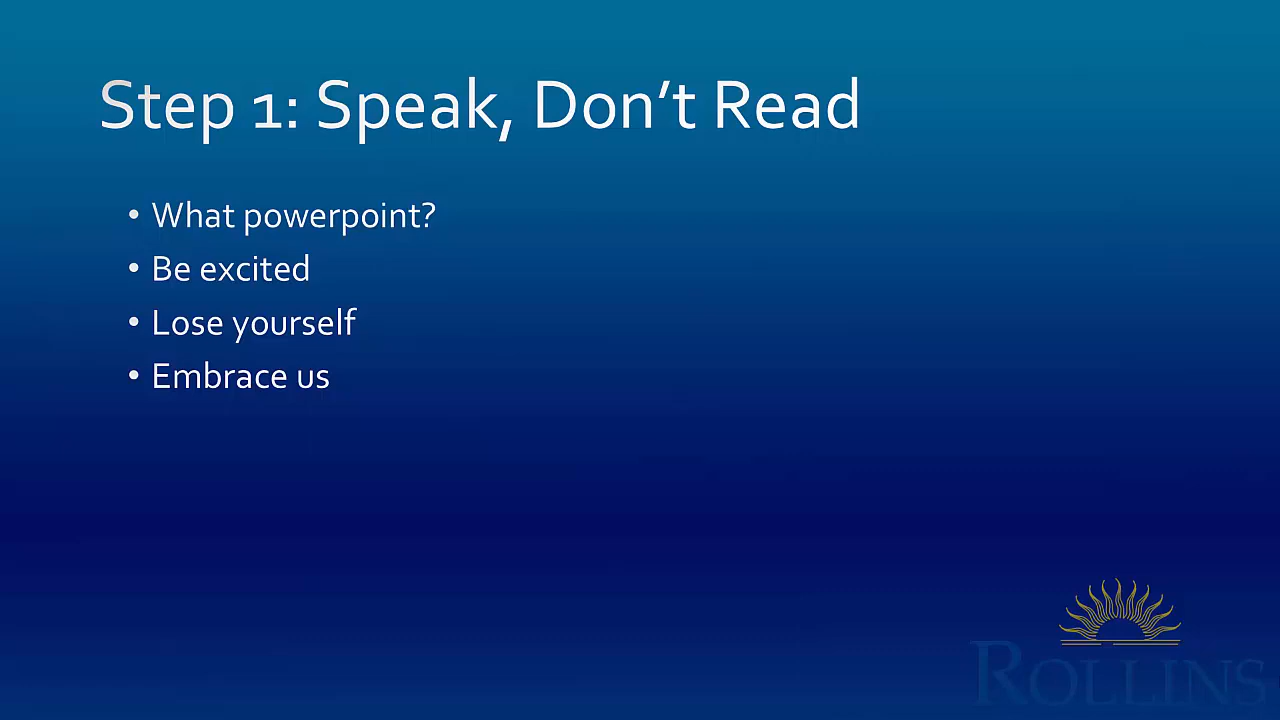 Step 1: Speak, Don’t Read
• What powerpoint?
• Be excited
• Lose yourself
• Embrace us
ROLLINS